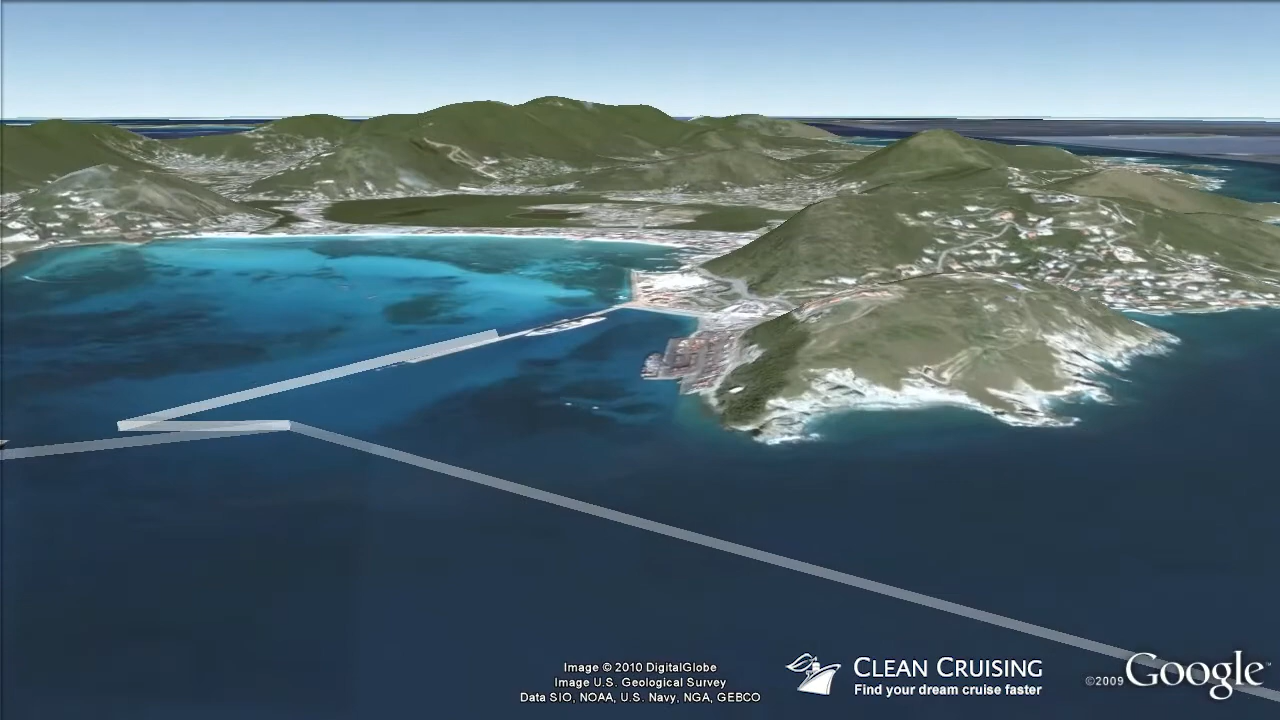 Image © 2010 DigitalGlobe
Image U.S. Geological Survey
Data SIO, NOAA, U.S. Navy, NGA, GEBCO
CLEAN CRUISING
Find your dream cruise faster
©2009 Google™